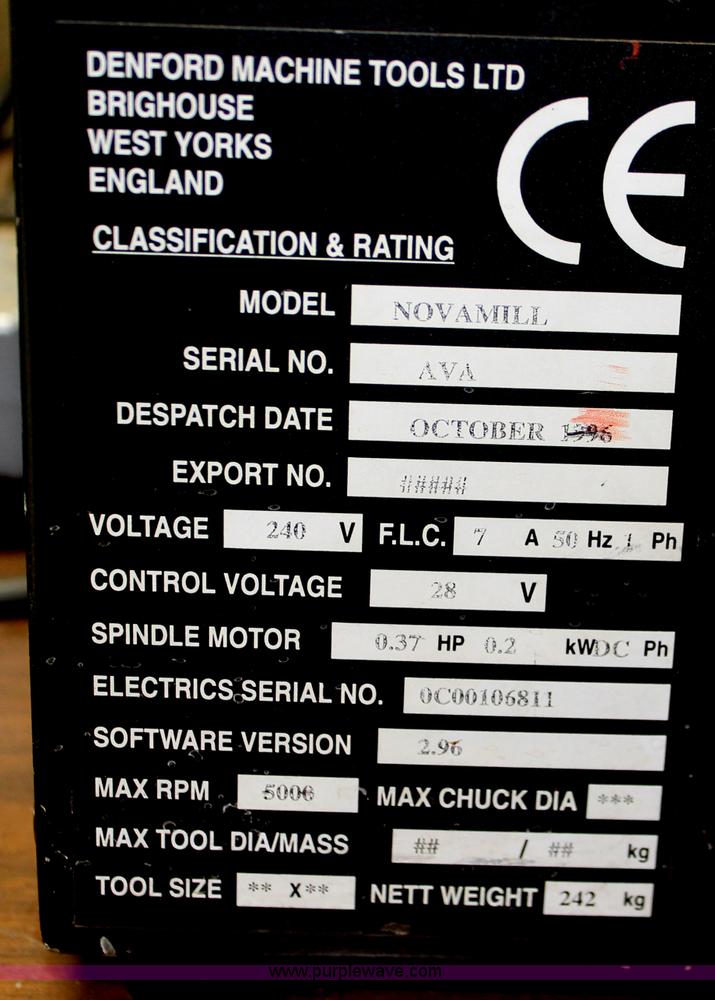 DENFORD MACHINE TOOLS LTD
BRIGHOUSE
WEST YORKS
ENGLAND
CE
CLASSIFICATION & RATING
MODEL NOVAMILL
SERIAL NO. AVA
DESPATCH DATE OCTOBER 1996
EXPORT NO. #####
VOLTAGE 240 V F.L.C. 7 A 50 Hz 1 Ph
CONTROL VOLTAGE 28 V
SPINDLE MOTOR 0.37 HP 0.2 kW DC Ph
ELECTRICS SERIAL NO. 0C00106811
SOFTWARE VERSION 2.96
MAX RPM 5000 MAX CHUCK DIA ***
MAX TOOL DIA/MASS ## / ## kg
TOOL SIZE ** X ** NETT WEIGHT 242 kg
www.purplewave.com